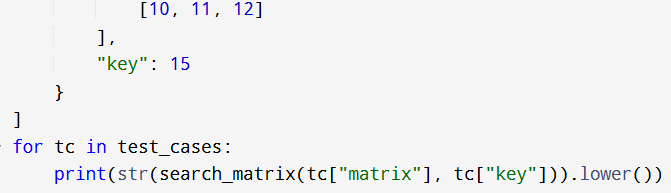 [10, 11, 12]
],
"key": 15
}
]
for tc in test_cases:
print(str(search_matrix(tc["matrix"], tc["key"])).lower())